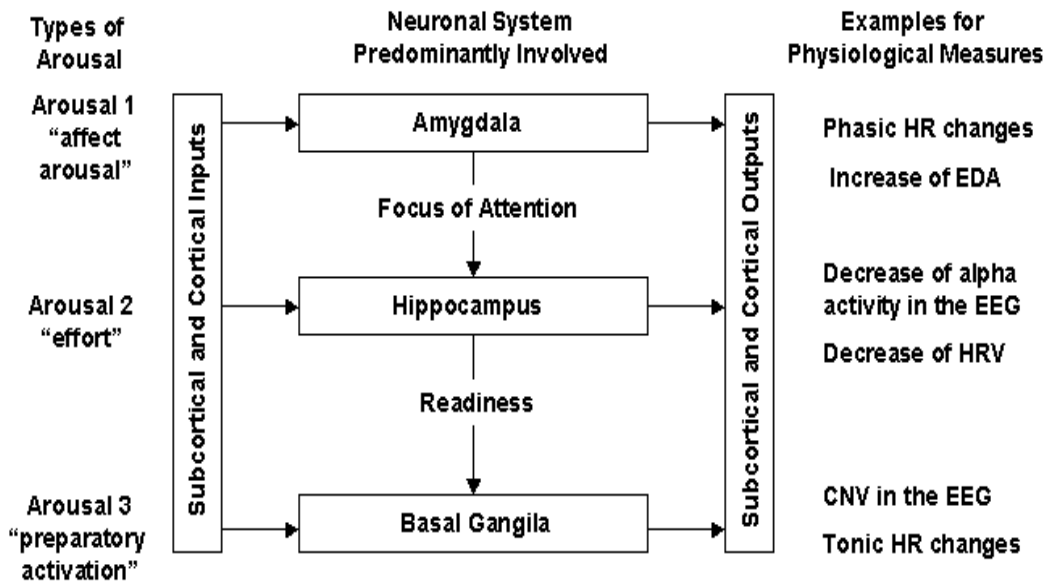 Types of
Arousal
Neuronal System
Predominantly Involved
Examples for
Physiological Measures
Arousal 1
“affect
arousal”
Subcortical and Cortical Inputs
Amygdala
Subcortical and Cortical Outputs
Phasic HR changes
Increase of EDA
Focus of Attention
Arousal 2
“effort”
Hippocampus
Decrease of alpha
activity in the EEG
Decrease of HRV
Readiness
Arousal 3
“preparatory
activation”
Basal Gangila
CNV in the EEG
Tonic HR changes